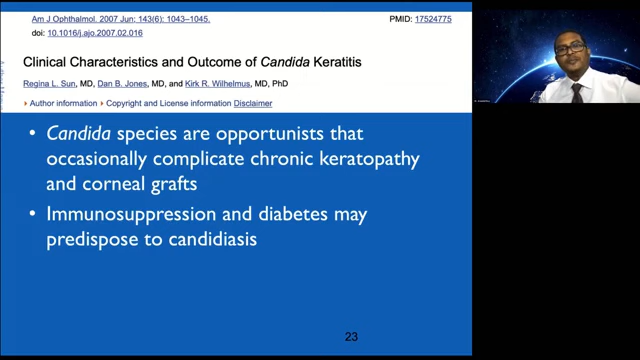 Am J Ophthalmol. 2007 Jun; 143(6): 1043–1045.
PMID: 17524775
doi: 10.1016/j.ajo.2007.02.016
Clinical Characteristics and Outcome of Candida Keratitis
Regina L. Sun, MD, Dan B. Jones, MD, and Kirk R. Wilhelmus, MD, PhD
▸ Author information ▸ Copyright and License information Disclaimer
• Candida species are opportunists that
occasionally complicate chronic keratopathy
and corneal grafts
• Immunosuppression and diabetes may
predispose to candidiasis
23